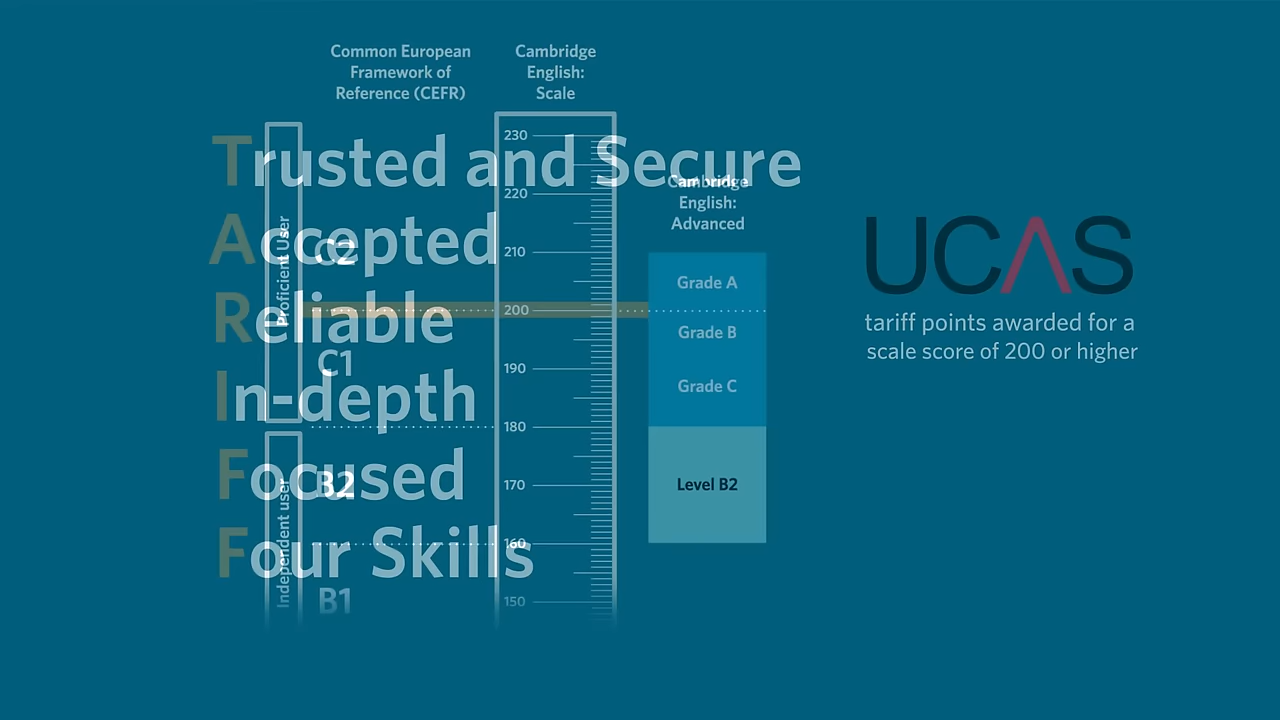 Common European
Framework of
Reference (CEFR)
Cambridge
English:
Scale
Trusted and Secure
Accepted
Reliable
In-depth
Focused
Four Skills
Proficient User
Independent user
C2
C1
B2
B1
230
220
210
200
190
180
170
160
150
Cambridge
English:
Advanced
Grade A
Grade B
Grade C
Level B2
UCAS
tariff points awarded for a
scale score of 200 or higher